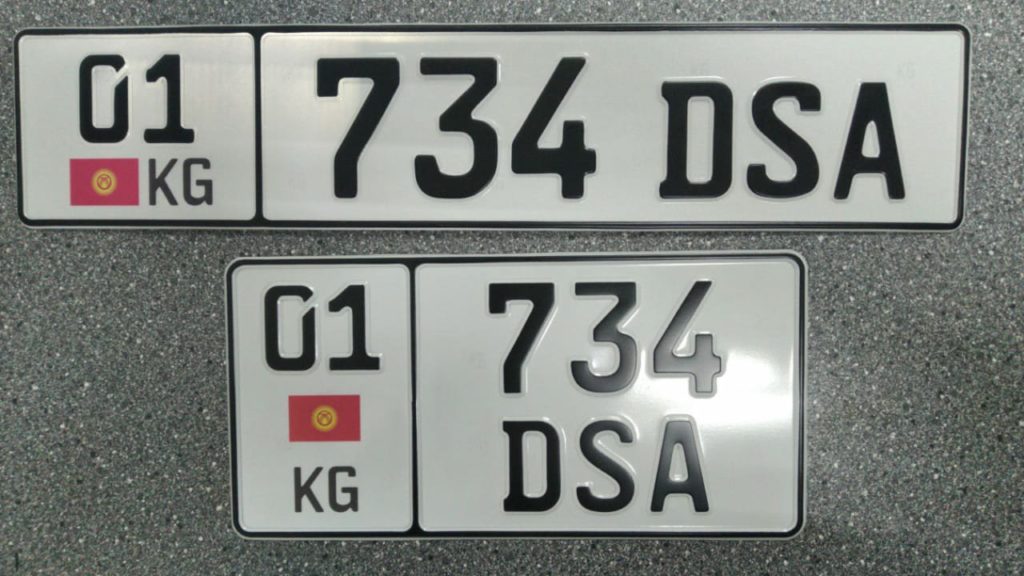 01 734 DSA
KG
01 734
KG DSA